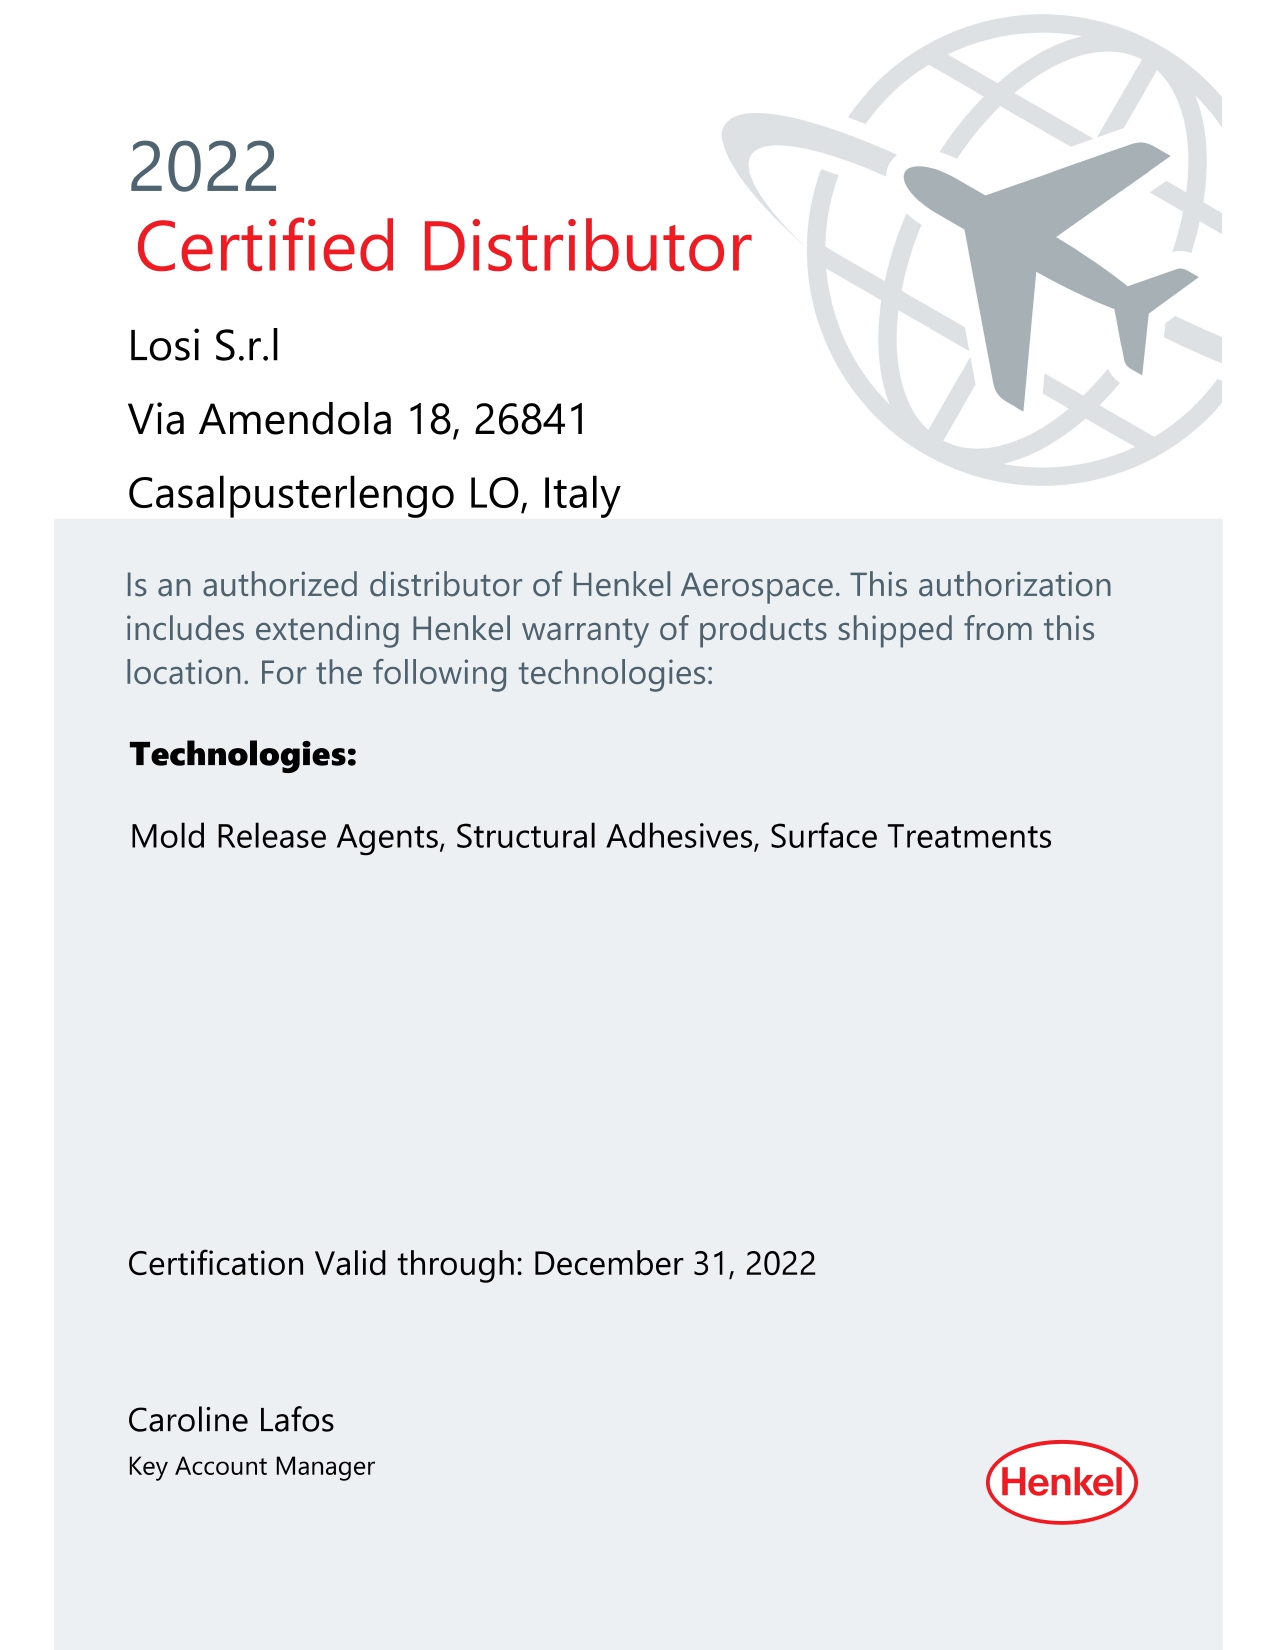 2022
Certified Distributor
Losi S.r.l
Via Amendola 18, 26841
Casalpusterlengo LO, Italy
Is an authorized distributor of Henkel Aerospace. This authorization
includes extending Henkel warranty of products shipped from this
location. For the following technologies:
Technologies:
Mold Release Agents, Structural Adhesives, Surface Treatments
Certification Valid through: December 31, 2022
Caroline Lafos
Key Account Manager
Henkel